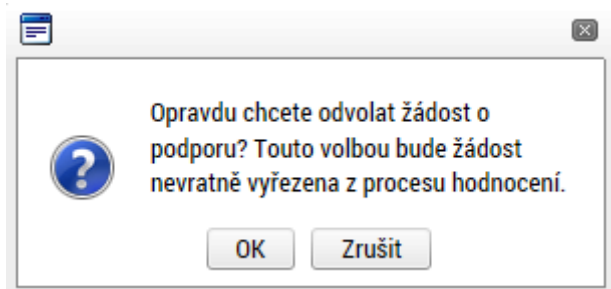 Opravdu chcete odvolat žádost o
podporu? Touto volbou bude žádost
nevratně vyřezena z procesu hodnocení.
OK
Zrušit